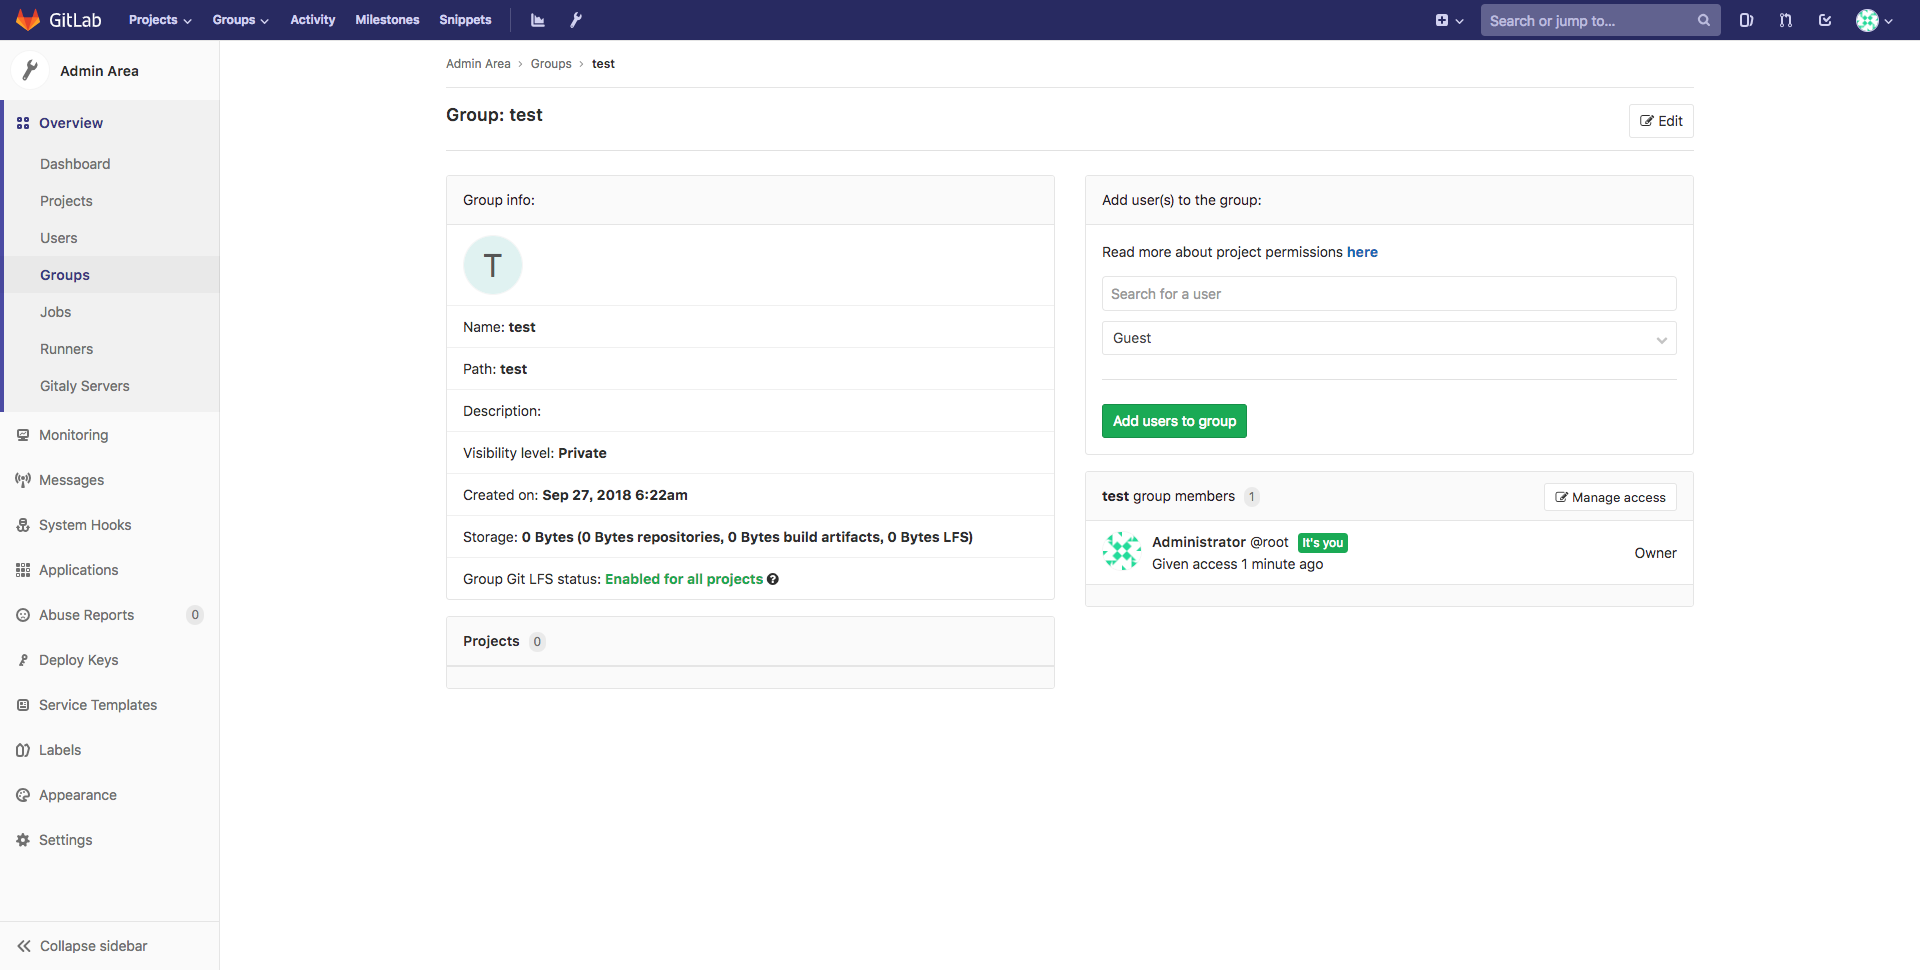 GitLab Projects Groups Activity Milestones Snippets Search or jump to...
Admin Area
Overview
Dashboard
Projects
Users
Groups
Jobs
Runners
Gitaly Servers
Monitoring
Messages
System Hooks
Applications
Abuse Reports 0
Deploy Keys
Service Templates
Labels
Appearance
Settings
Collapse sidebar
Admin Area › Groups › test
Group: test
Edit
Group info:
T
Name: test
Path: test
Description:
Visibility level: Private
Created on: Sep 27, 2018 6:22am
Storage: 0 Bytes (0 Bytes repositories, 0 Bytes build artifacts, 0 Bytes LFS)
Group Git LFS status: Enabled for all projects ?
Projects 0
Add user(s) to the group:
Read more about project permissions here
Search for a user
Guest
Add users to group
test group members 1
Manage access
Administrator @root It's you
Given access 1 minute ago
Owner